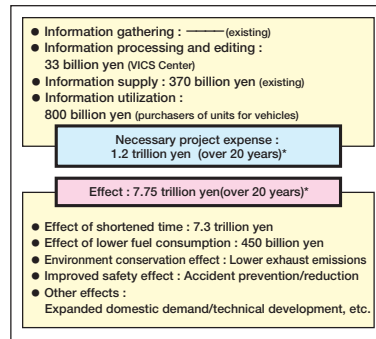 ● Information gathering : ———— (existing)
● Information processing and editing :
33 billion yen (VICS Center)
● Information supply : 370 billion yen (existing)
● Information utilization :
800 billion yen (purchasers of units for vehicles)
Necessary project expense :
1.2 trillion yen (over 20 years)*
Effect : 7.75 trillion yen(over 20 years)*
● Effect of shortened time : 7.3 trillion yen
● Effect of lower fuel consumption : 450 billion yen
● Environment conservation effect : Lower exhaust emissions
● Improved safety effect : Accident prevention/reduction
● Other effects :
Expanded domestic demand/technical development, etc.